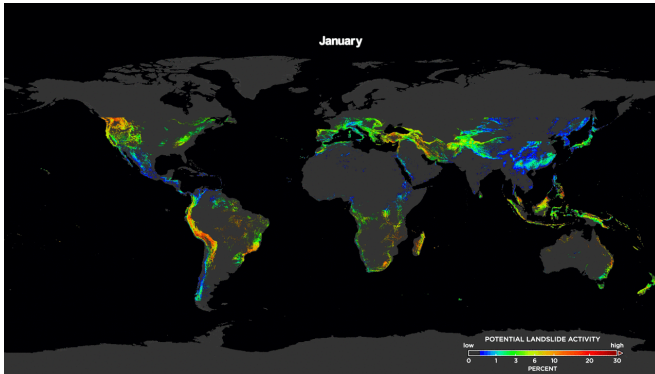 January
POTENTIAL LANDSLIDE ACTIVITY
low high
0 1 3 6 10 20 30
PERCENT